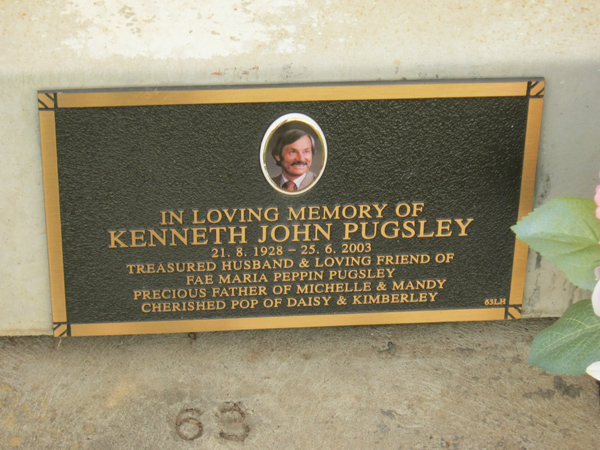 IN LOVING MEMORY OF
KENNETH JOHN PUGSLEY
21. 8. 1928 – 25. 6. 2003
TREASURED HUSBAND & LOVING FRIEND OF
FAE MARIA PEPPIN PUGSLEY
PRECIOUS FATHER OF MICHELLE & MANDY
CHERISHED POP OF DAISY & KIMBERLEY
63LH
63